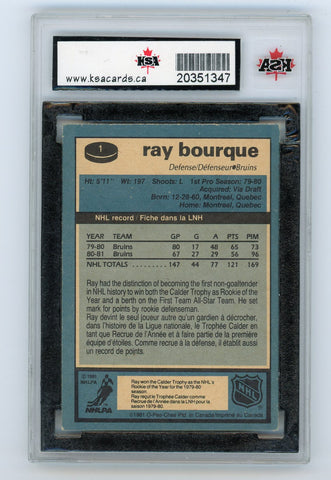 KSA
www.ksacards.ca
20351347
KSA
1
ray bourque
Defense/Défenseur•Bruins
Ht: 5'11" Wt: 197 Shoots: L 1st Pro Season: 79-80
Acquired: Via Draft
Born: 12-28-60, Montreal, Quebec
Home: Montreal, Quebec
NHL record / Fiche dans la LNH
YEAR TEAM GP G A PTS PIM
79-80 Bruins 80 17 48 65 73
80-81 Bruins 67 27 29 56 96
NHL TOTALS 147 44 77 121 169
Ray had the distinction of becoming the first non-goaltender
in NHL history to win both the Calder Trophy as Rookie of the
Year and a berth on the First Team All-Star Team. He set
mark for points by rookie defenseman.
Ray devint le seul joueur autre qu'un gardien à décrocher,
dans l'histoire de la Ligue nationale, le Trophée Calder en
tant que Recrue de l'Année et à faire partie de la première
équipe d'étoiles. Comme recrue à la défense, il établit une
marque.
© 1981
NHLPA
NHLPA
Ray won the Calder Trophy as the NHL's
Rookie of the Year for the 1979-80
season.
Ray reçut le Trophée Calder comme
Recrue de l'Année dans la LNH pour la
saison 1979-80.
NHL
©1981 O-Pee-Chee Ptd. in Canada Imprimé au Canada